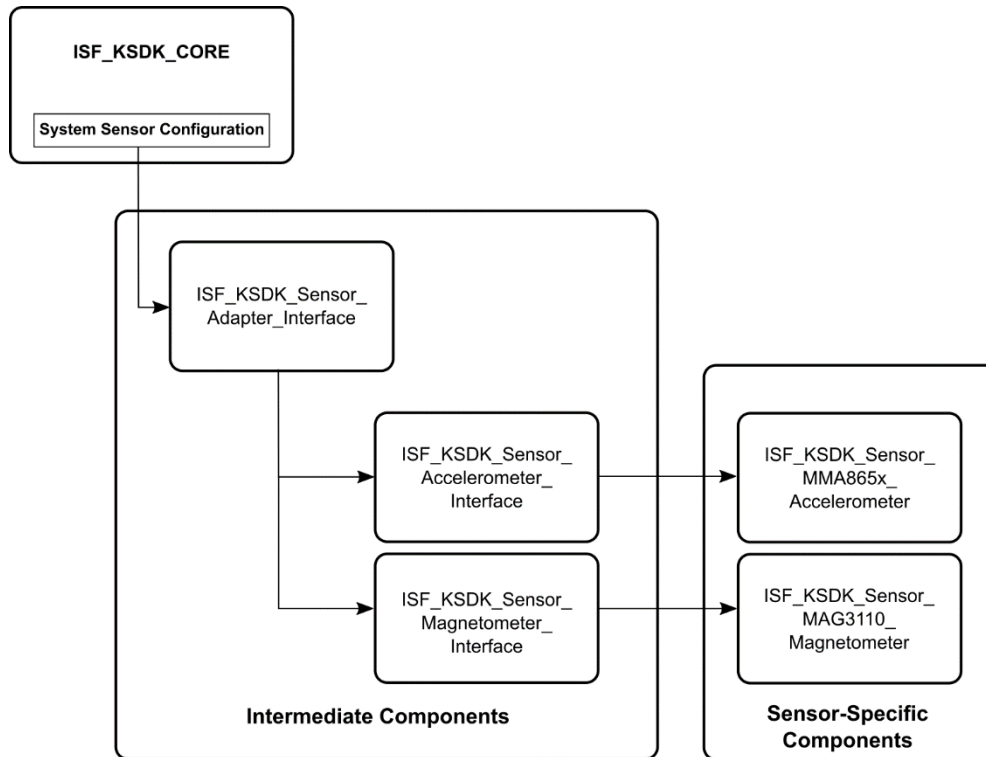 ISF_KSDK_CORE
System Sensor Configuration
ISF_KSDK_Sensor_
Adapter_Interface
ISF_KSDK_Sensor_
Accelerometer_
Interface
ISF_KSDK_Sensor_
MMA865x_
Accelerometer
ISF_KSDK_Sensor_
Magnetometer_
Interface
ISF_KSDK_Sensor_
MAG3110_
Magnetometer
Intermediate Components
Sensor-Specific
Components